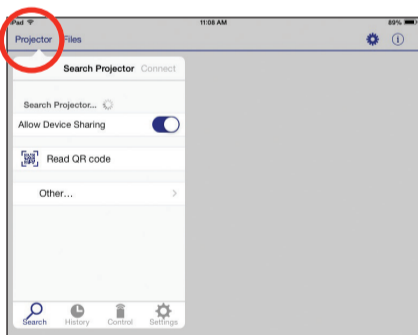 iPad 11:08 AM 89%
Projector Files
Search Projector Connect
Search Projector...
Allow Device Sharing
Read QR code
Other...
Search History Control Settings